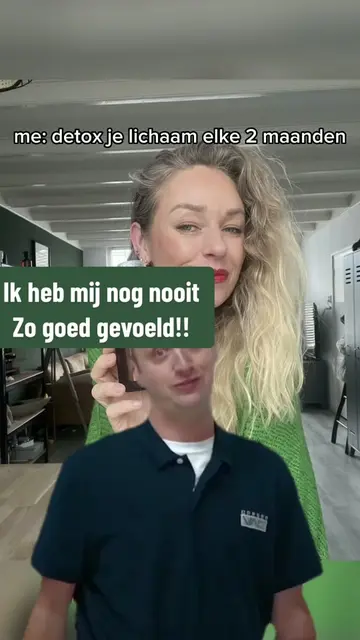 me: detox je lichaam elke 2 maanden
Ik heb mij nog nooit
Zo goed gevoeld!!